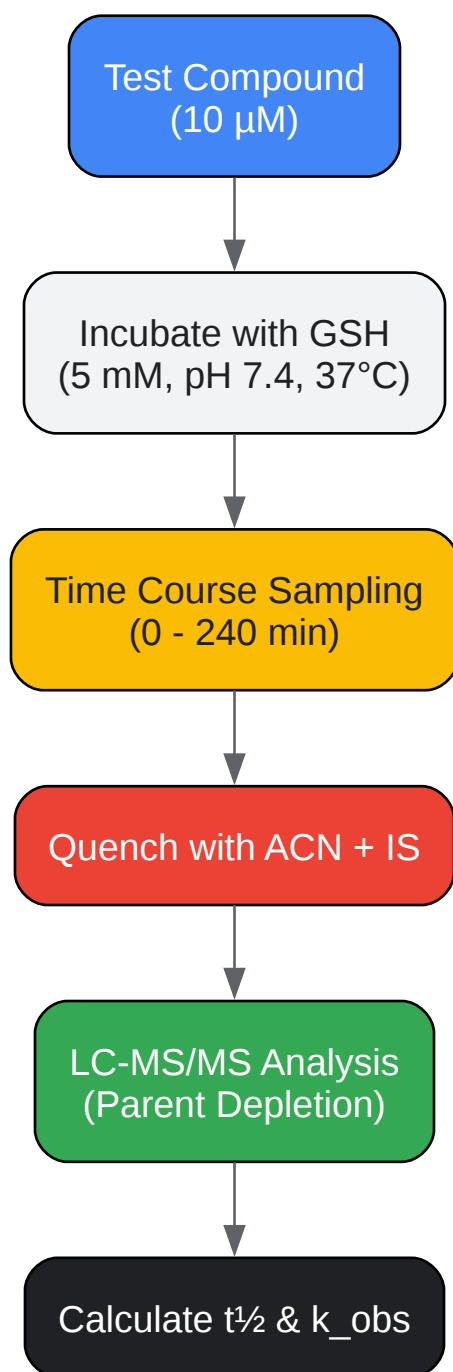 Test Compound
(10 µM)
Incubate with GSH
(5 mM, pH 7.4, 37°C)
Time Course Sampling
(0 - 240 min)
Quench with ACN + IS
LC-MS/MS Analysis
(Parent Depletion)
Calculate t½ & k_obs